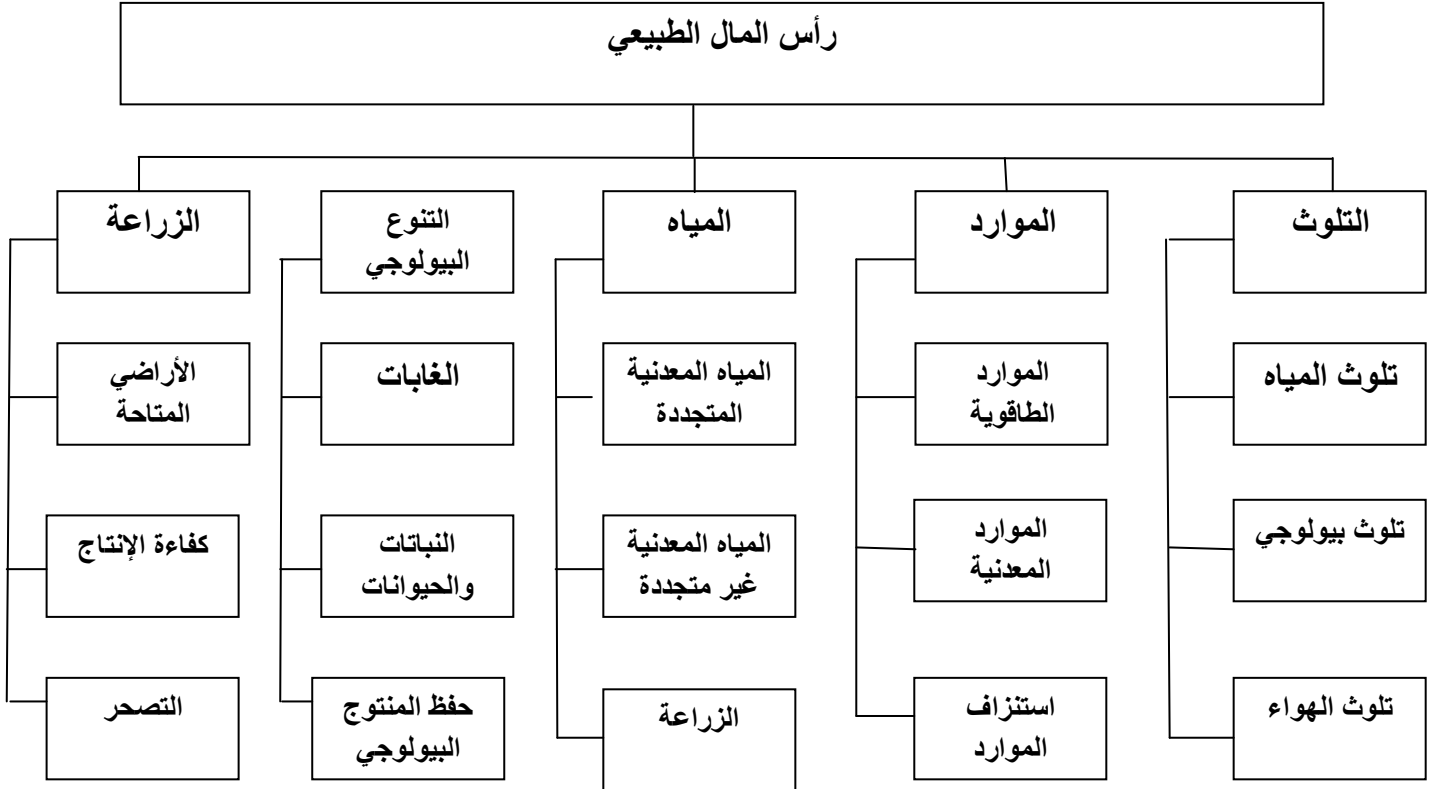 رأس المال الطبيعي
التلوث
الموارد
المياه
التنوع
البيولوجي
الزراعة
تلوث المياه
الموارد
الطاقوية
المياه المعدنية
المتجددة
الغابات
الأراضي
المتاحة
تلوث بيولوجي
الموارد
المعدنية
المياه المعدنية
غير متجددة
النباتات
والحيوانات
كفاءة الإنتاج
تلوث الهواء
استنزاف
الموارد
الزراعة
حفظ المنتوج
البيولوجي
التصحر